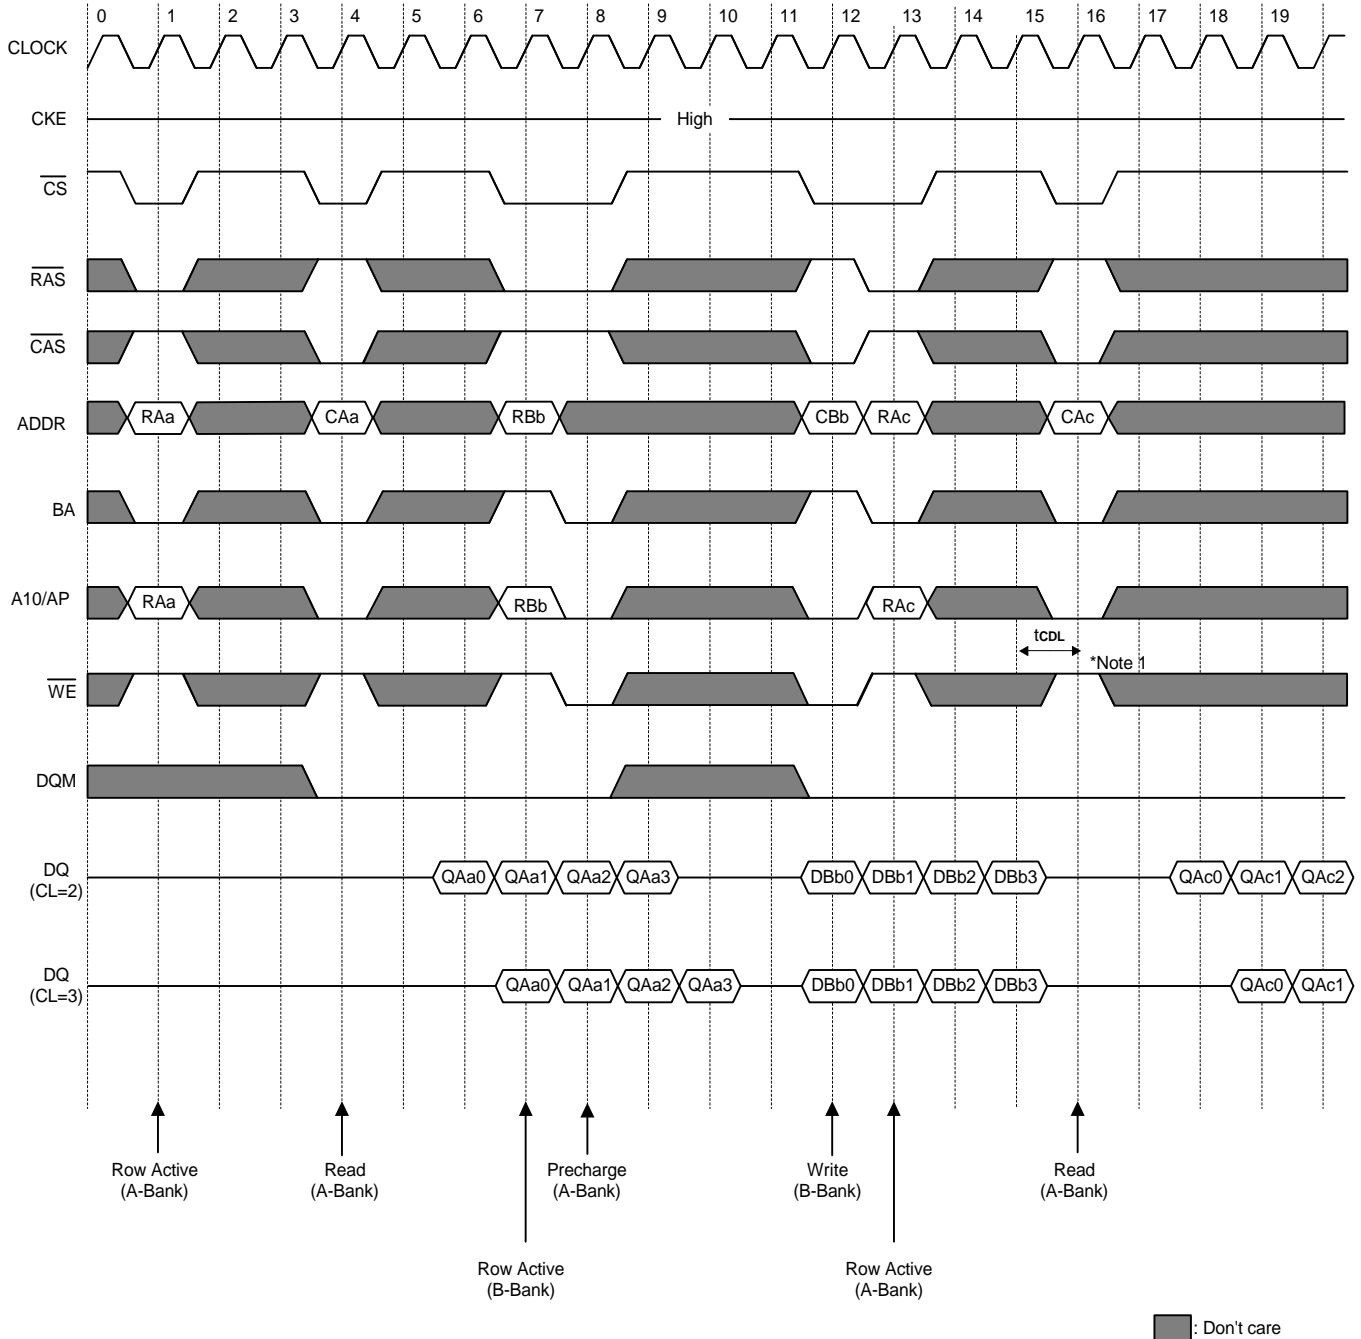 0 1 2 3 4 5 6 7 8 9 10 11 12 13 14 15 16 17 18 19
CLOCK
CKE High
CS
RAS
CAS
ADDR RAa CAa RBb CBb RAc CAc
BA
A10/AP RAa RBb RAc
tCDL
*Note 1
WE
DQM
DQ
(CL=2) QAa0 QAa1 QAa2 QAa3 DBb0 DBb1 DBb2 DBb3 QAc0 QAc1 QAc2
DQ
(CL=3) QAa0 QAa1 QAa2 QAa3 DBb0 DBb1 DBb2 DBb3 QAc0 QAc1
Row Active
(A-Bank)
Read
(A-Bank)
Precharge
(A-Bank)
Write
(B-Bank)
Read
(A-Bank)
Row Active
(B-Bank)
Row Active
(A-Bank)
: Don't care